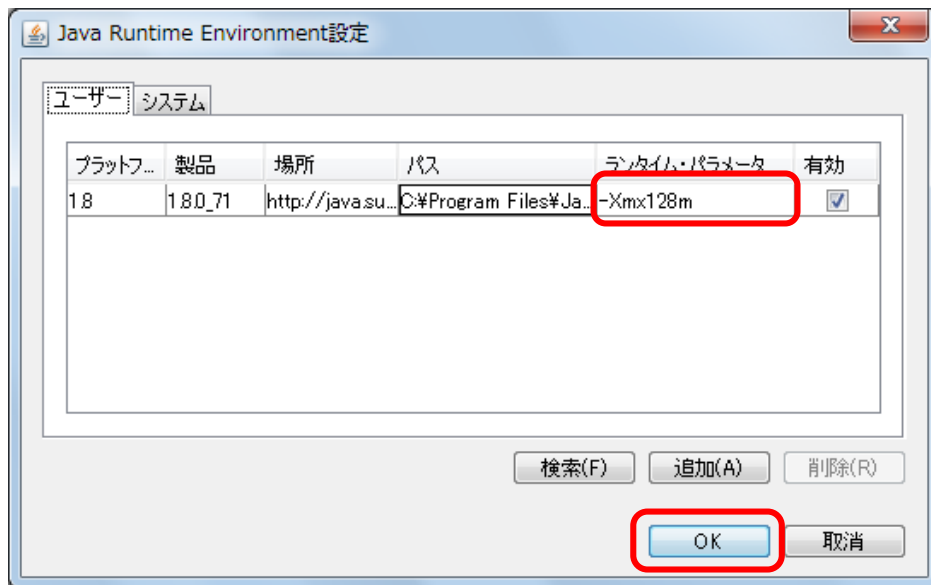 Java Runtime Environment設定
ユーザー システム
プラットフ... 製品 場所 パス ランタイム・パラメータ 有効
1.8 1.8.0_71 http://java.su... C:¥Program Files¥Ja... -Xmx128m
検索(F) 追加(A) 削除(R)
OK 取消